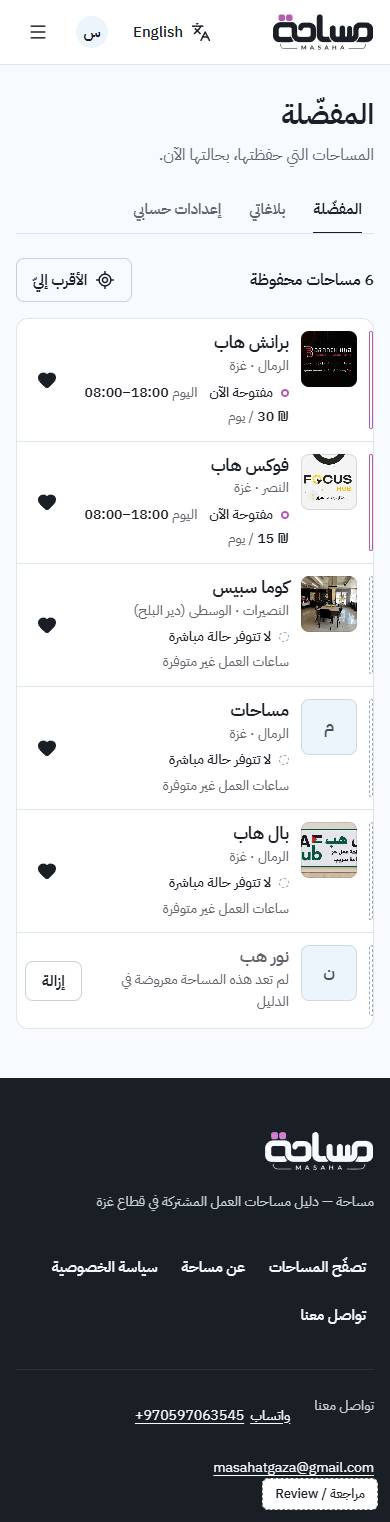 مساحة
MASAHA
English
س
المفضّلة
المساحات التي حفظتها، بحالتها الآن.
المفضّلة
بلاغاتي
إعدادات حسابي
6 مساحات محفوظة
الأقرب إليّ
برانش هاب
الرمال · غزة
مفتوحة الآن اليوم 08:00–18:00
₪ 30 / يوم
FOCUS
HUB
فوكس هاب
النصر · غزة
مفتوحة الآن اليوم 08:00–18:00
₪ 15 / يوم
كوما سبيس
النصيرات · الوسطى (دير البلح)
لا تتوفر حالة مباشرة
ساعات العمل غير متوفرة
م
مساحات
الرمال · غزة
لا تتوفر حالة مباشرة
ساعات العمل غير متوفرة
بال هاب
الرمال · غزة
لا تتوفر حالة مباشرة
ساعات العمل غير متوفرة
ن
نور هب
لم تعد هذه المساحة معروضة في
الدليل
إزالة
مساحة
MASAHA
مساحة — دليل مساحات العمل المشتركة في قطاع غزة
تصفّح المساحات
عن مساحة
سياسة الخصوصية
تواصل معنا
تواصل معنا
واتساب +970597063545
masahatgaza@gmail.com
مراجعة / Review